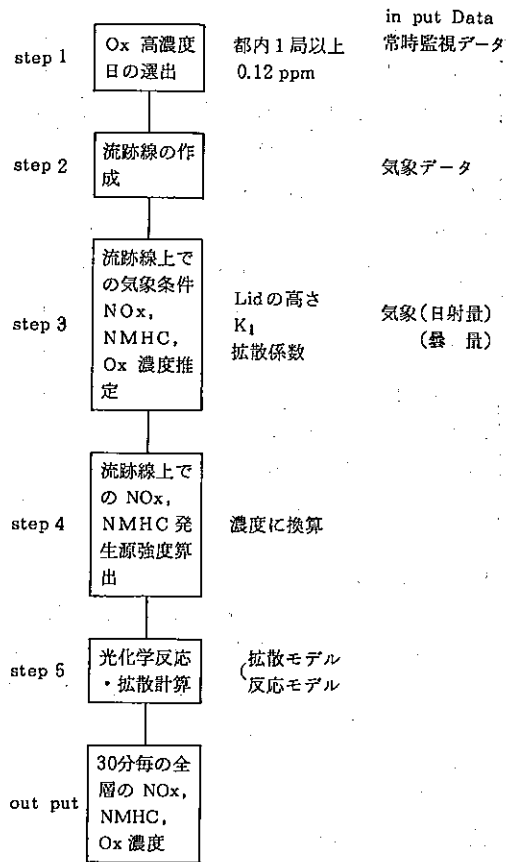 in put Data
step 1
Ox 高濃度
日の選出
都内1局以上
0.12 ppm
常時監視データ
step 2
流跡線の作
成
気象データ
step 3
流跡線上で
の気象条件
NOx,
NMHC,
Ox 濃度推
定
Lidの高さ
K₁
拡散係数
気象(日射量)
(曇 量)
step 4
流跡線上で
の NOx,
NMHC 発
生源強度算
出
濃度に換算
step 5
光化学反応
・拡散計算
(拡散モデル
反応モデル
out put
30分毎の全
層の NOx,
NMHC,
Ox 濃度